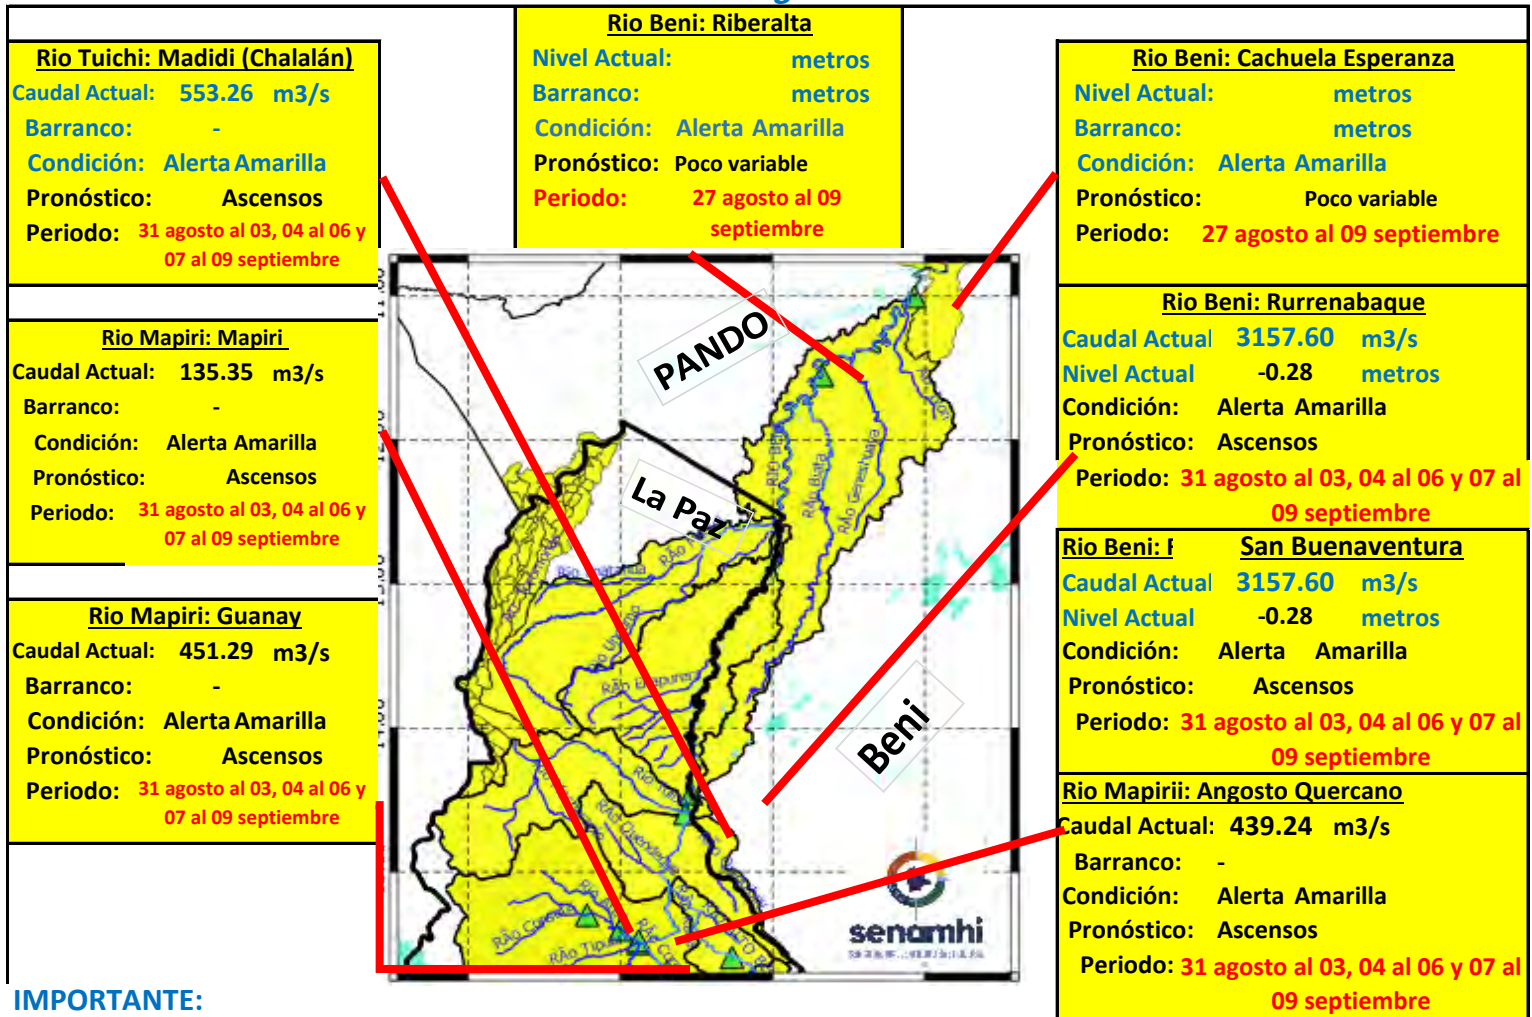 Rio Tuichi: Madidi (Chalalán)
Caudal Actual: 553.26 m3/s
Barranco: -
Condición: Alerta Amarilla
Pronóstico: Ascensos
Periodo: 31 agosto al 03, 04 al 06 y
07 al 09 septiembre
Rio Mapiri: Mapiri
Caudal Actual: 135.35 m3/s
Barranco: -
Condición: Alerta Amarilla
Pronóstico: Ascensos
Periodo: 31 agosto al 03, 04 al 06 y
07 al 09 septiembre
Rio Mapiri: Guanay
Caudal Actual: 451.29 m3/s
Barranco: -
Condición: Alerta Amarilla
Pronóstico: Ascensos
Periodo: 31 agosto al 03, 04 al 06 y
07 al 09 septiembre
Rio Beni: Riberalta
Nivel Actual: metros
Barranco: metros
Condición: Alerta Amarilla
Pronóstico: Poco variable
Periodo: 27 agosto al 09
septiembre
PANDO
La Paz
Beni
RÃo Biata
RÃo Geneshuaya
senamhi
Rio Beni: Cachuela Esperanza
Nivel Actual: metros
Barranco: metros
Condición: Alerta Amarilla
Pronóstico: Poco variable
Periodo: 27 agosto al 09 septiembre
Rio Beni: Rurrenabaque
Caudal Actual 3157.60 m3/s
Nivel Actual -0.28 metros
Condición: Alerta Amarilla
Pronóstico: Ascensos
Periodo: 31 agosto al 03, 04 al 06 y 07 al
09 septiembre
Rio Beni: San Buenaventura
Caudal Actual 3157.60 m3/s
Nivel Actual -0.28 metros
Condición: Alerta Amarilla
Pronóstico: Ascensos
Periodo: 31 agosto al 03, 04 al 06 y 07 al
09 septiembre
Rio Mapirii: Angosto Quercano
Caudal Actual: 439.24 m3/s
Barranco: -
Condición: Alerta Amarilla
Pronóstico: Ascensos
Periodo: 31 agosto al 03, 04 al 06 y 07 al
09 septiembre
IMPORTANTE: